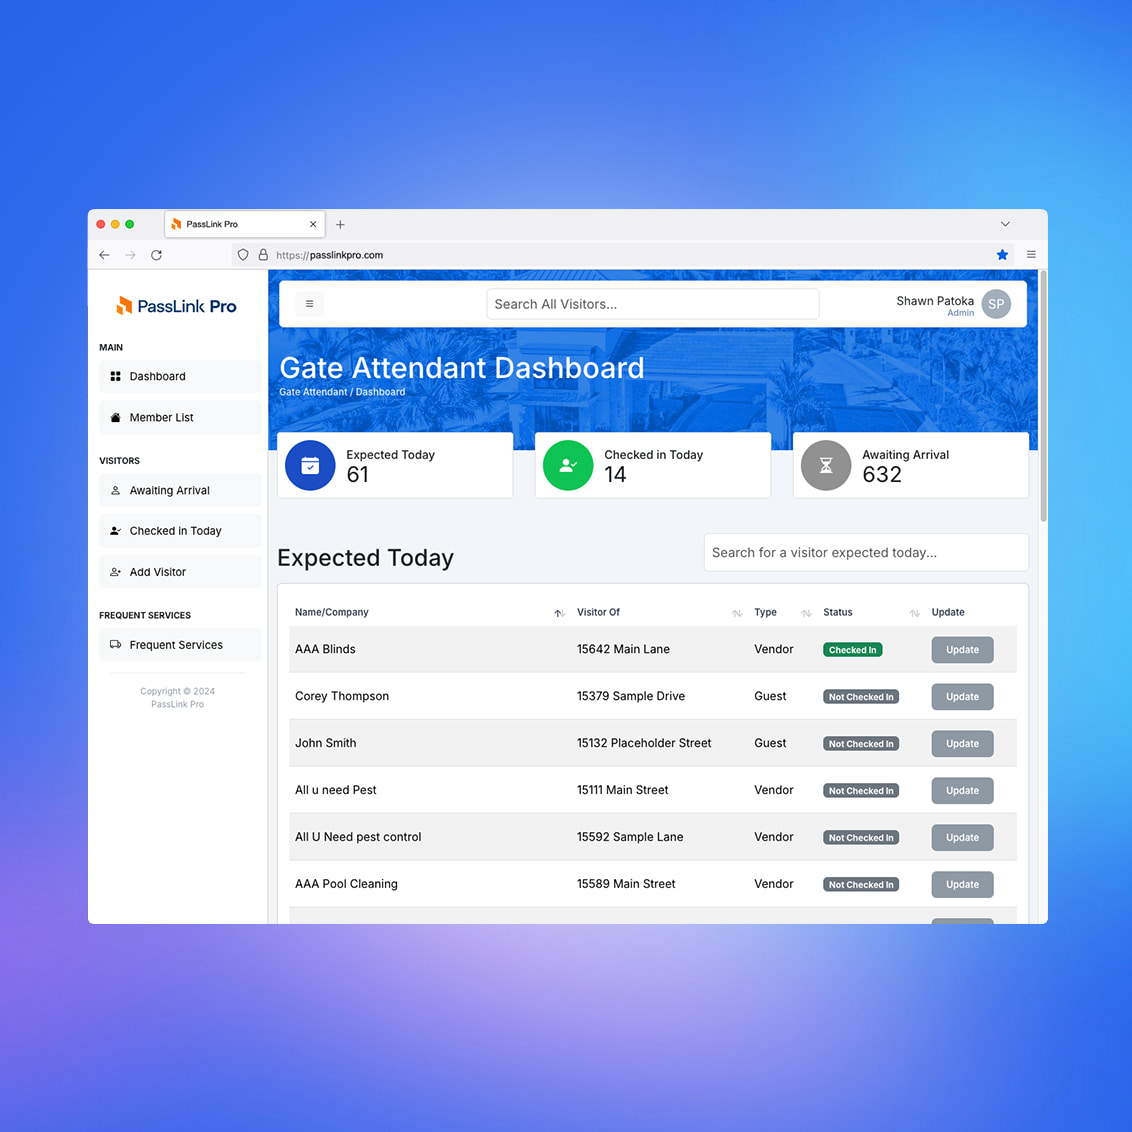 PassLink Pro
https://passlinkpro.com
PassLink Pro
MAIN
Dashboard
Member List
VISITORS
Awaiting Arrival
Checked in Today
Add Visitor
FREQUENT SERVICES
Frequent Services
Copyright © 2024
PassLink Pro
Search All Visitors...
Shawn Patoka
Admin
SP
Gate Attendant Dashboard
Gate Attendant / Dashboard
Expected Today
61
Checked in Today
14
Awaiting Arrival
632
Expected Today
Search for a visitor expected today...
Name/Company Visitor Of Type Status Update
AAA Blinds 15642 Main Lane Vendor Checked In Update
Corey Thompson 15379 Sample Drive Guest Not Checked In Update
John Smith 15132 Placeholder Street Guest Not Checked In Update
All u need Pest 15111 Main Street Vendor Not Checked In Update
All U Need pest control 15592 Sample Lane Vendor Not Checked In Update
AAA Pool Cleaning 15589 Main Street Vendor Not Checked In Update